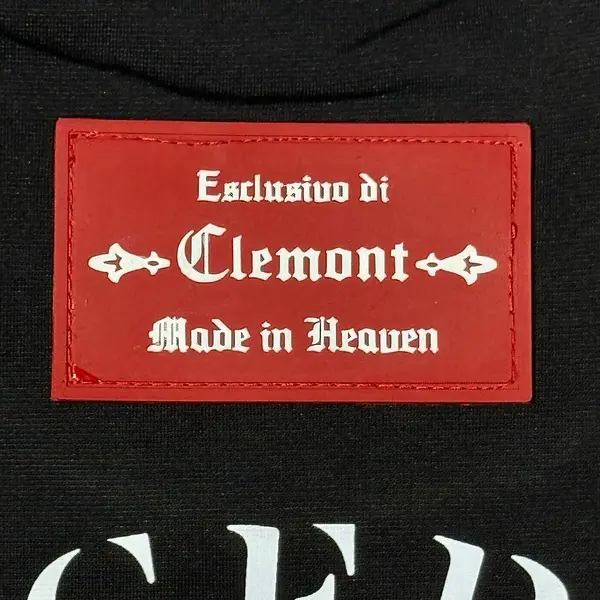 Esclusivo di
Clemont
Made in Heaven